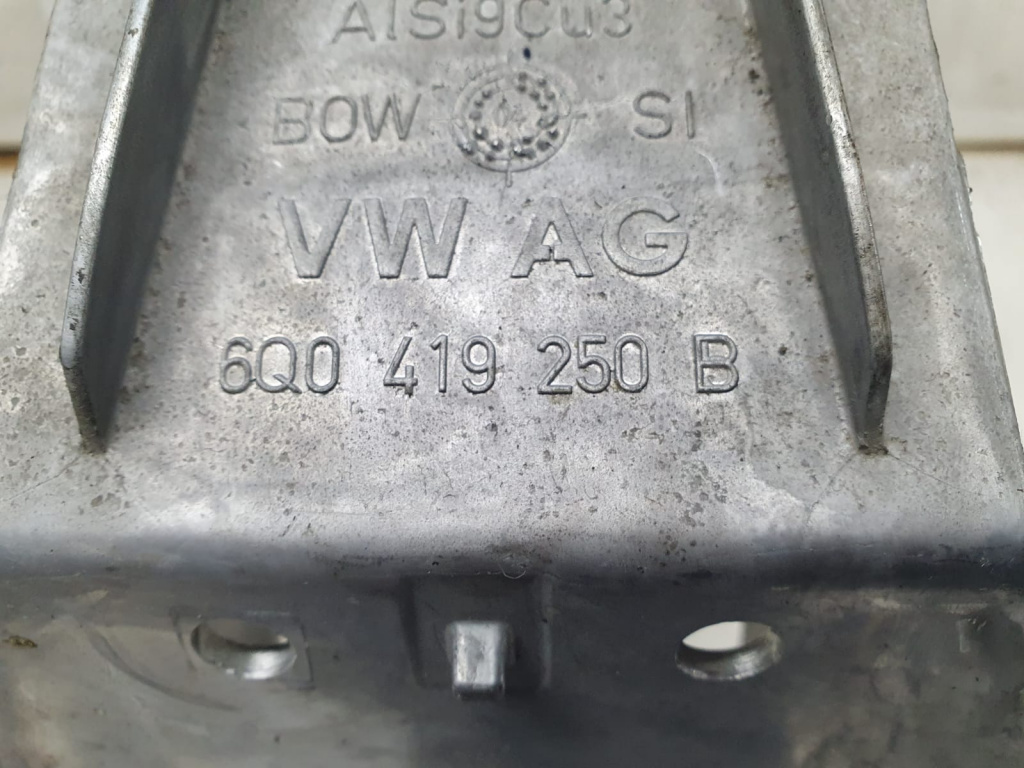 AlSi9Cu3
BOW SI
VW AG
6Q0 419 250 B